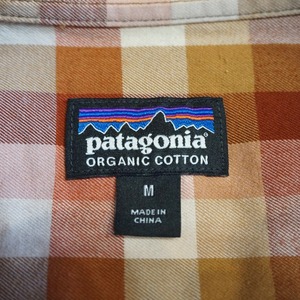 patagonia
ORGANIC COTTON
M
MADE IN
CHINA